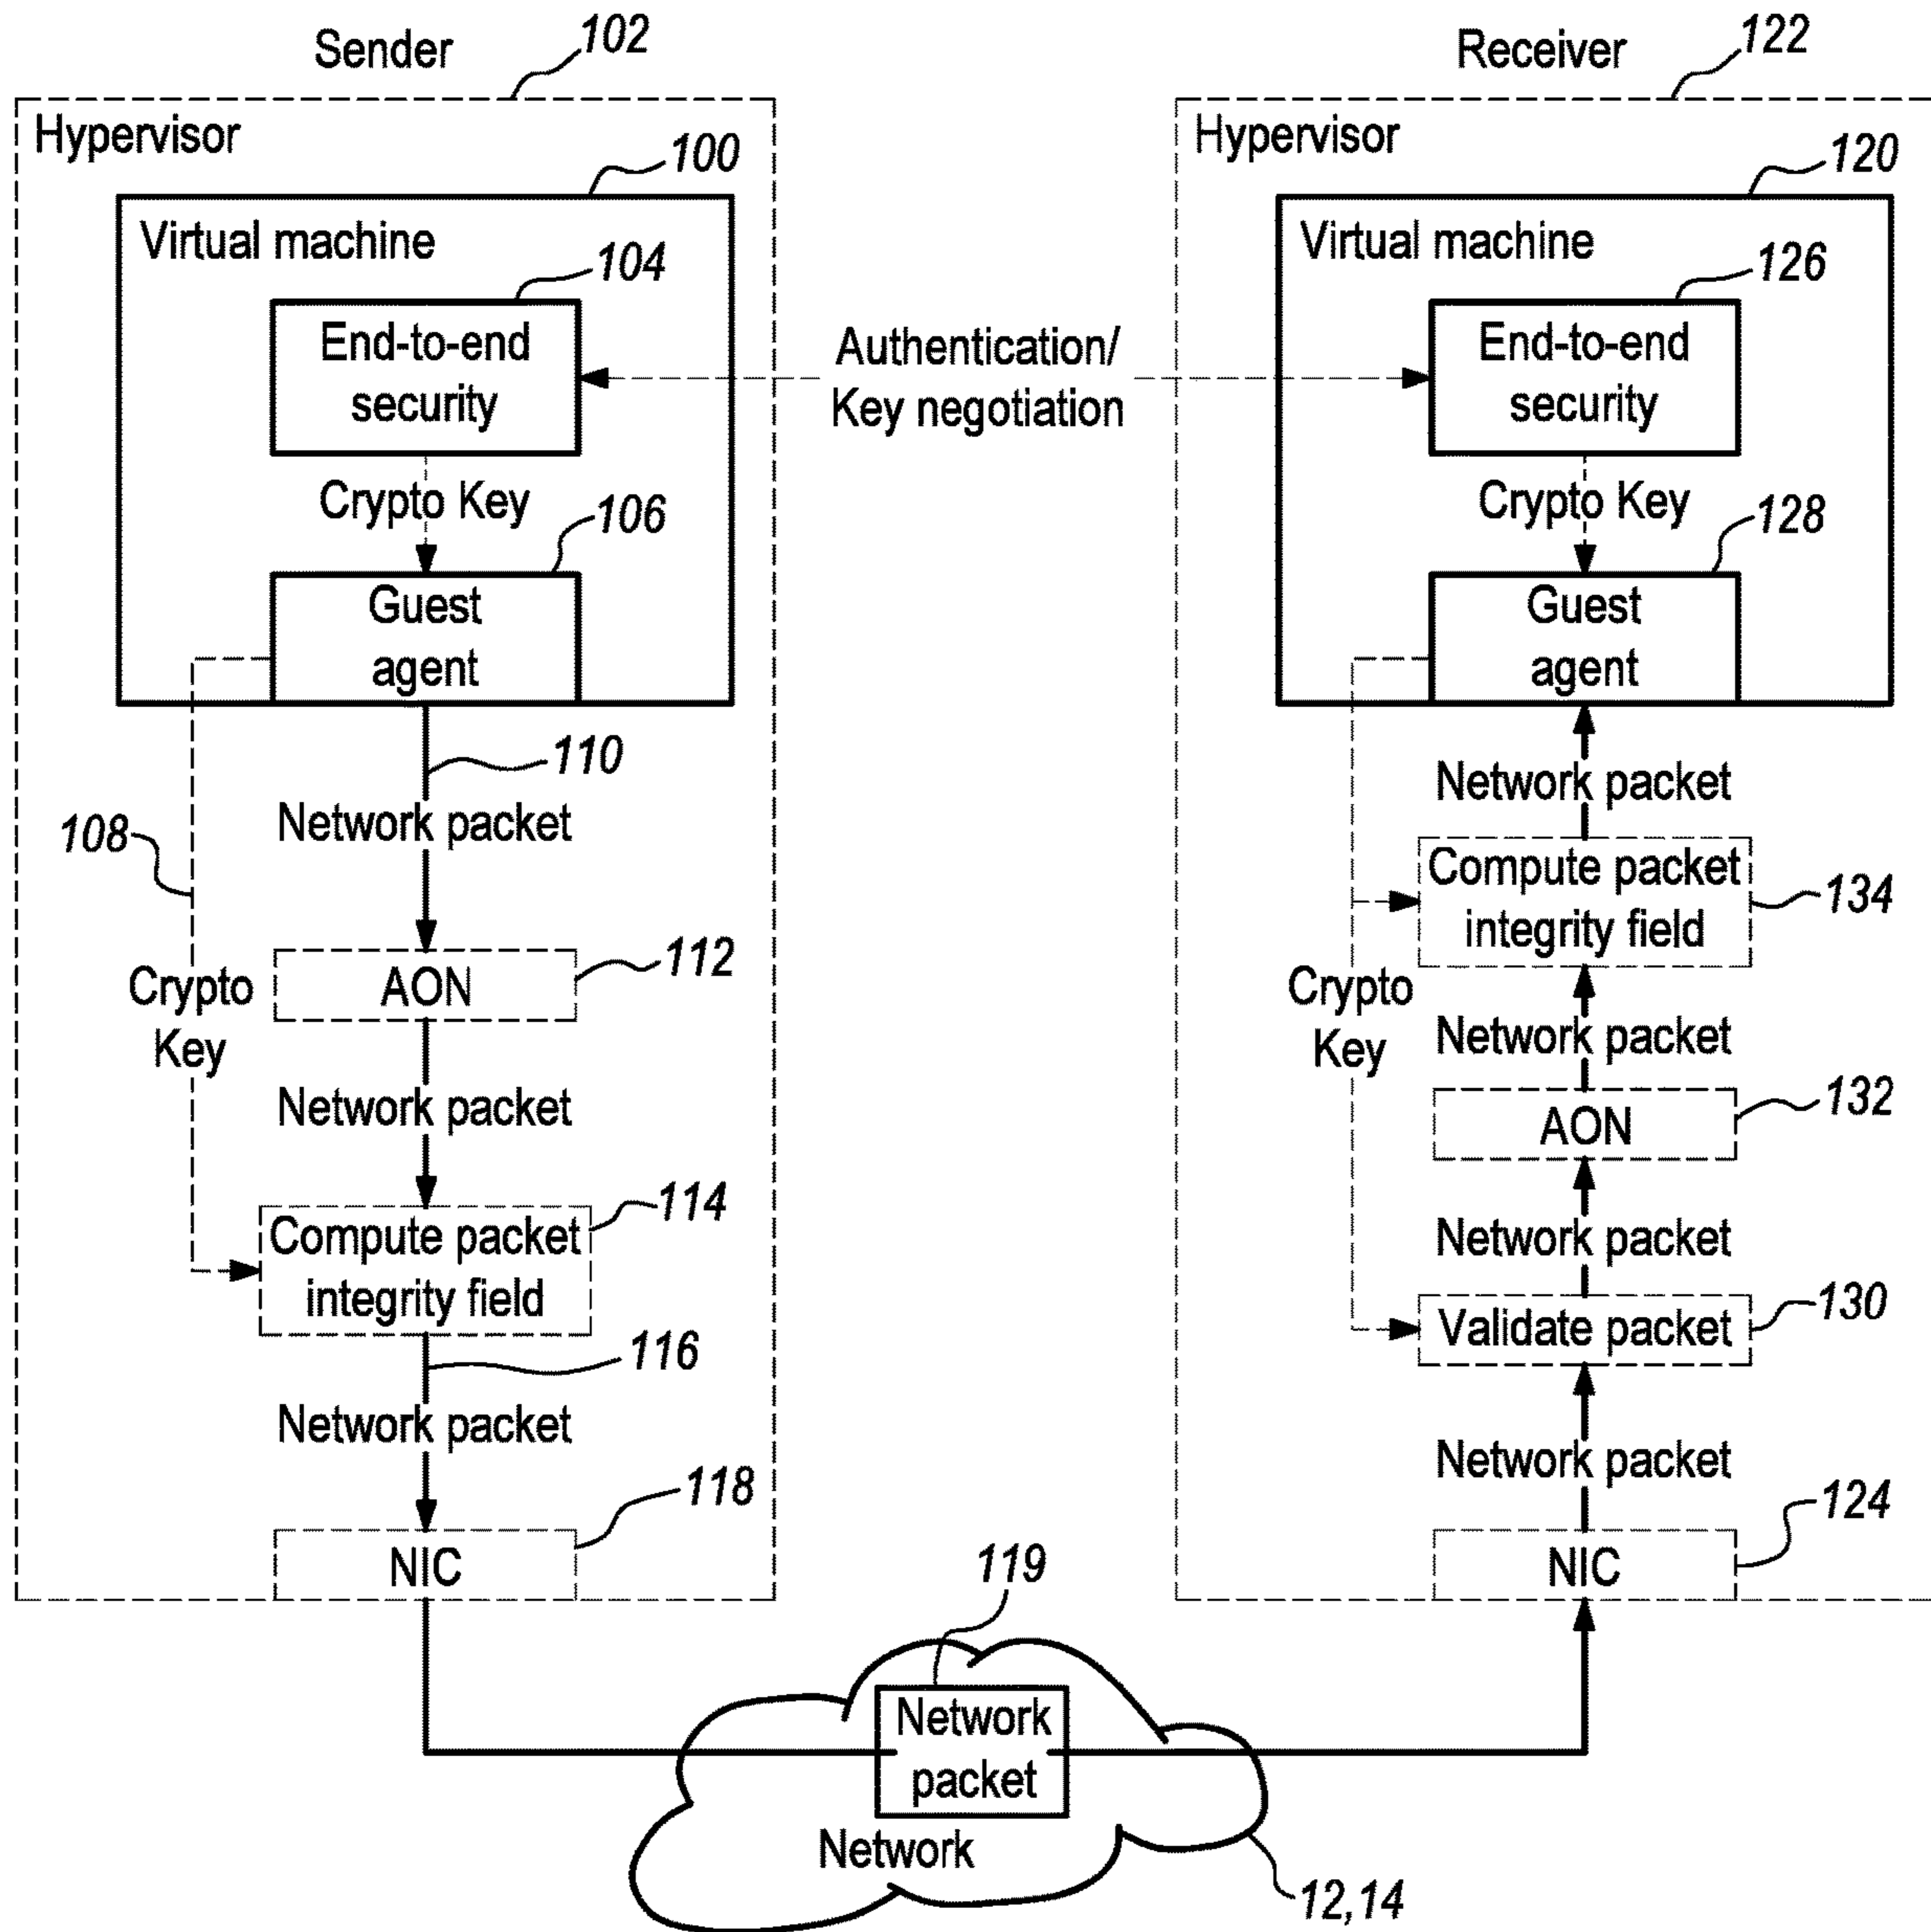 Sender
102
Receiver
122
Hypervisor
100
Hypervisor
120
Virtual machine
104
Virtual machine
126
End-to-end
security
Authentication/
Key negotiation
End-to-end
security
Crypto Key
106
Crypto Key
128
Guest
agent
Guest
agent
110
Network packet
108
Network packet
Compute packet
integrity field
134
AON
112
Crypto
Key
Crypto
Key
Network packet
Network packet
AON
132
Compute packet
integrity field
114
Network packet
116
Validate packet
130
Network packet
Network packet
118
124
NIC
NIC
119
Network
packet
Network
12,14